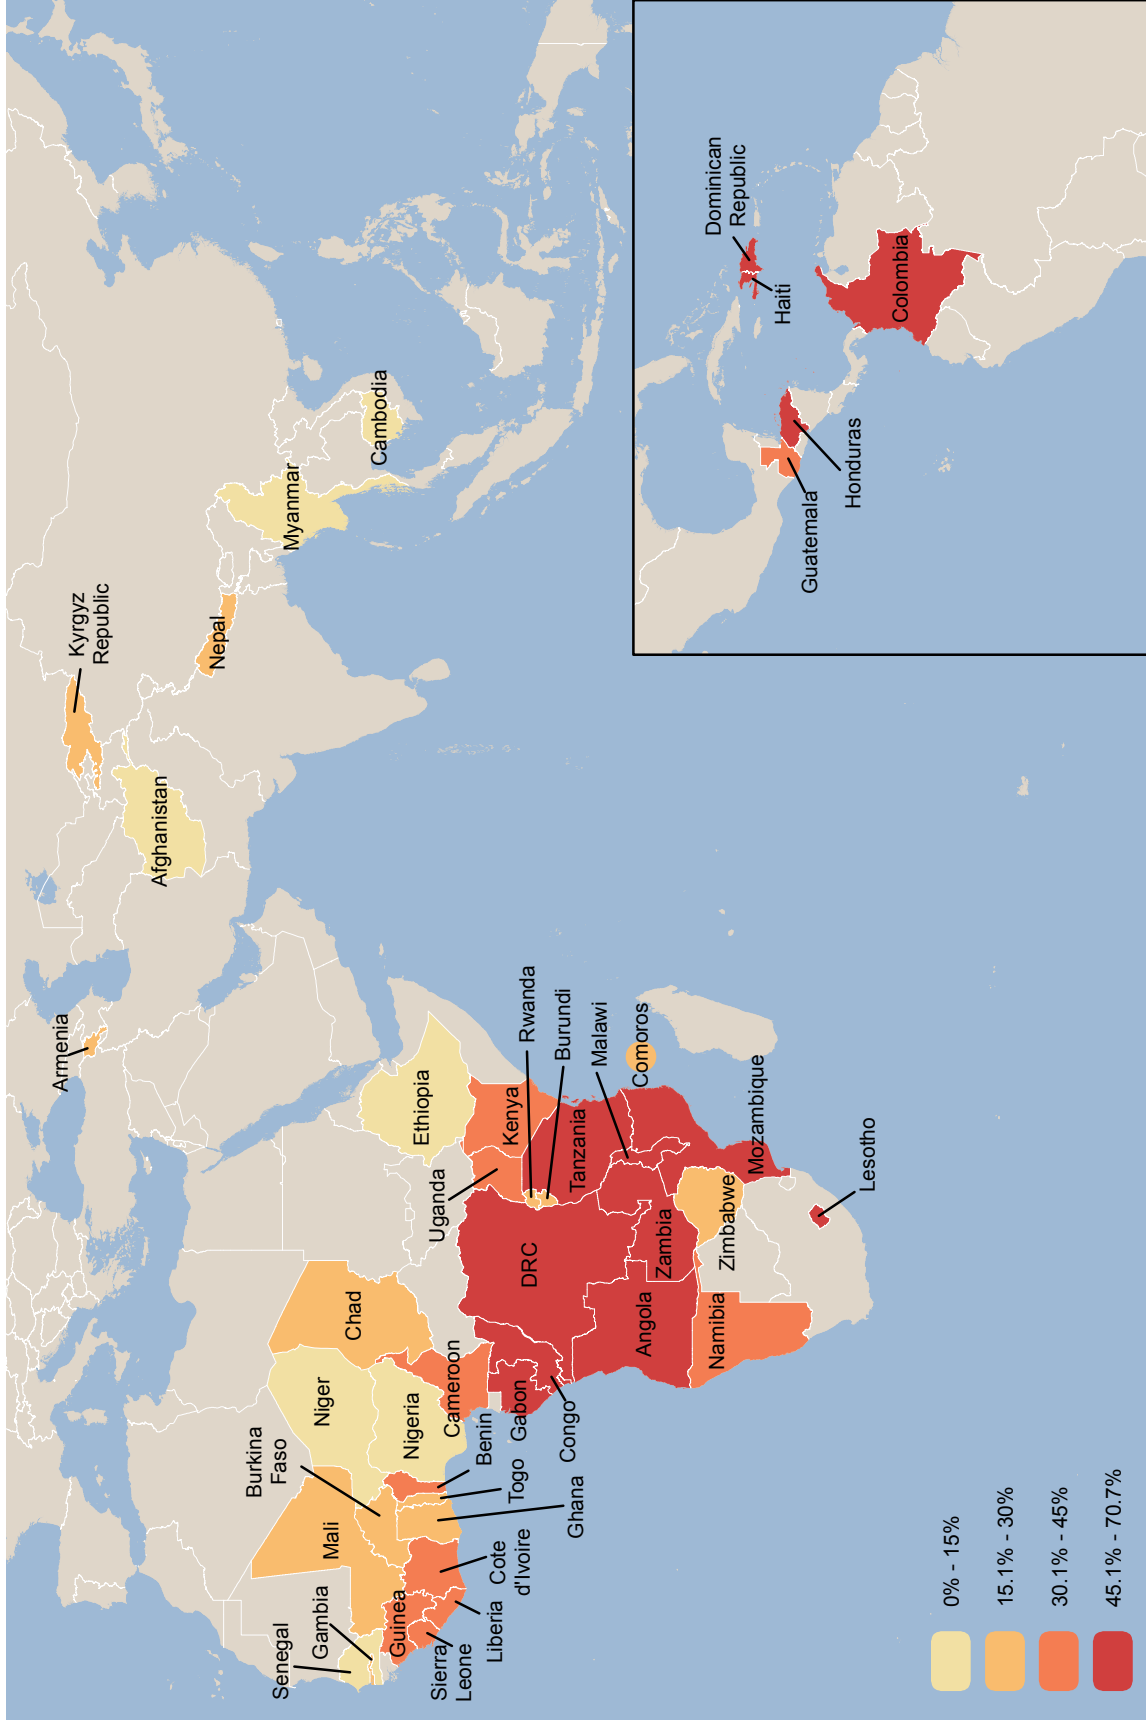 Armenia
Kyrgyz
Republic
Afghanistan
Nepal
Myanmar
Cambodia
Senegal
Gambia
Mali
Burkina
Faso
Niger
Chad
Ethiopia
Guinea
Sierra
Leone
Liberia
Cote
d'Ivoire
Ghana
Togo
Benin
Nigeria
Cameroon
Uganda
Kenya
Rwanda
Burundi
Malawi
Comoros
Gabon
Congo
DRC
Tanzania
Angola
Zambia
Mozambique
Namibia
Zimbabwe
Lesotho
Dominican
Republic
Haiti
Guatemala
Honduras
Colombia
0% - 15%
15.1% - 30%
30.1% - 45%
45.1% - 70.7%